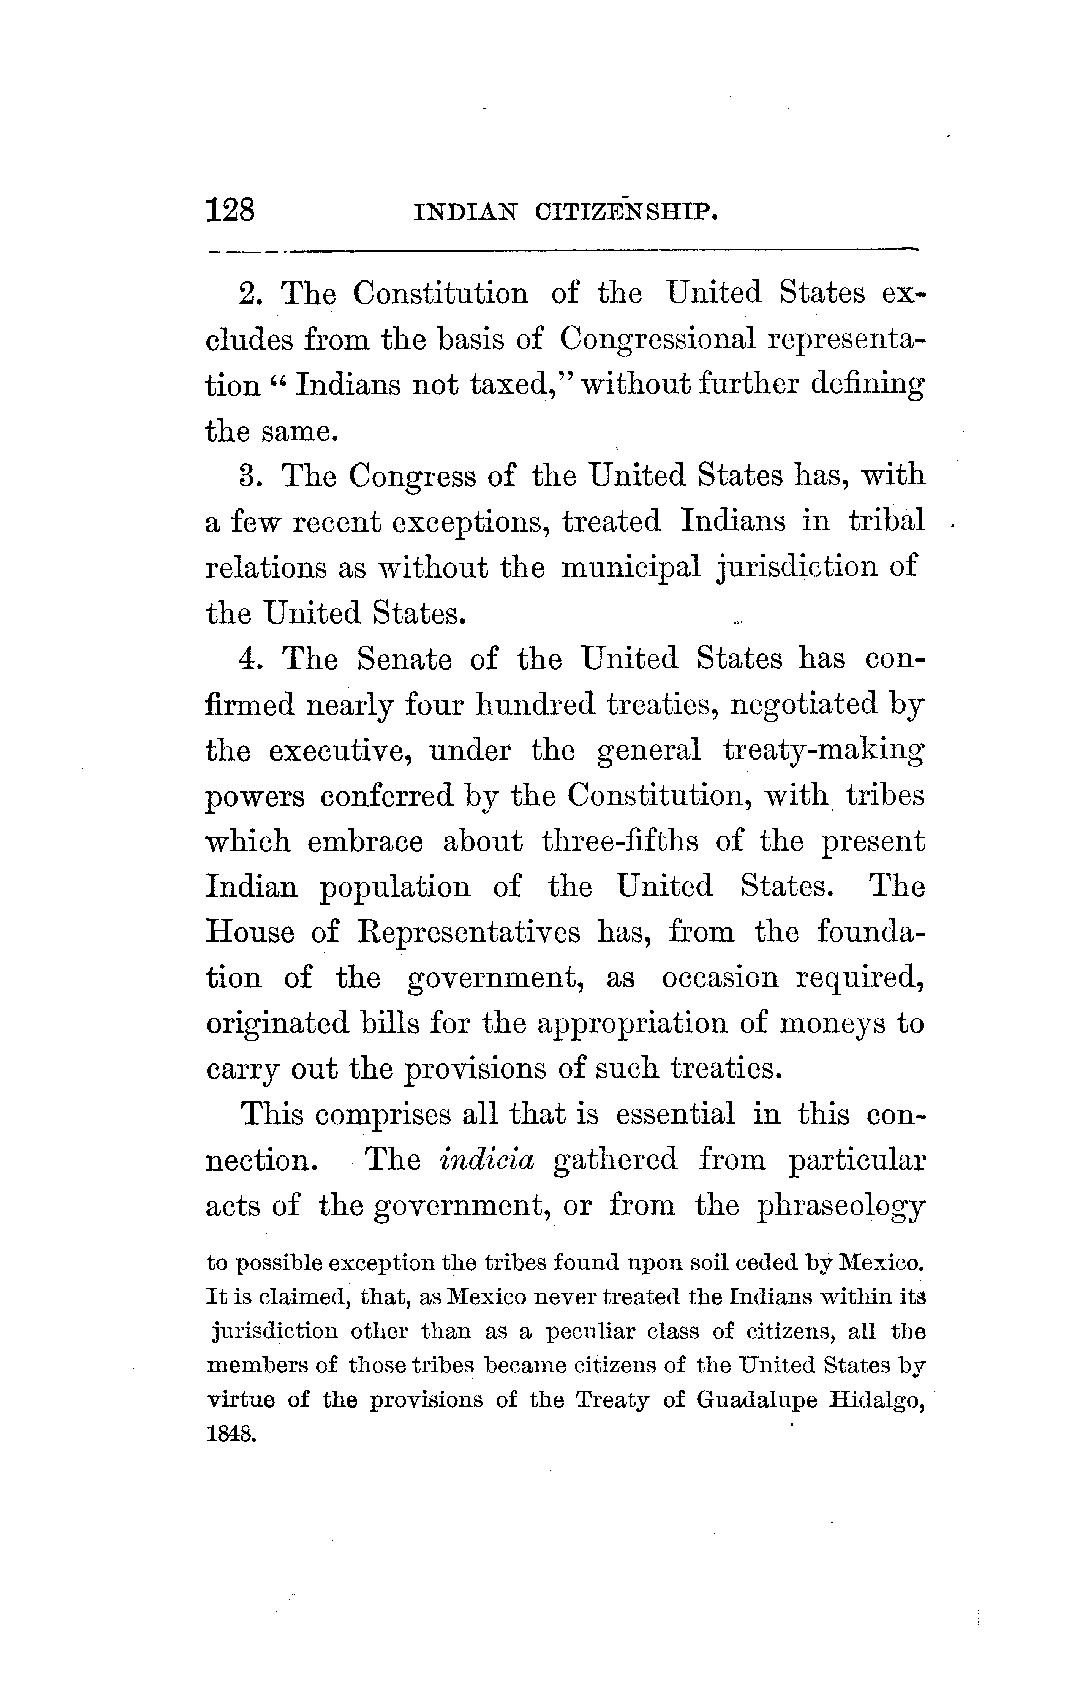 128 INDIAN CITIZENSHIP.
2. The Constitution of the United States ex-
cludes from the basis of Congressional representa-
tion “ Indians not taxed,” without further defining
the same.
3. The Congress of the United States has, with
a few recent exceptions, treated Indians in tribal
relations as without the municipal jurisdiction of
the United States.
4. The Senate of the United States has con-
firmed nearly four hundred treaties, negotiated by
the executive, under the general treaty-making
powers conferred by the Constitution, with tribes
which embrace about three-fifths of the present
Indian population of the United States. The
House of Representatives has, from the founda-
tion of the government, as occasion required,
originated bills for the appropriation of moneys to
carry out the provisions of such treaties.
This comprises all that is essential in this con-
nection. The indicia gathered from particular
acts of the government, or from the phraseology
to possible exception the tribes found upon soil ceded by Mexico.
It is claimed, that, as Mexico never treated the Indians within its
jurisdiction other than as a peculiar class of citizens, all the
members of those tribes became citizens of the United States by
virtue of the provisions of the Treaty of Guadalupe Hidalgo,
1848.